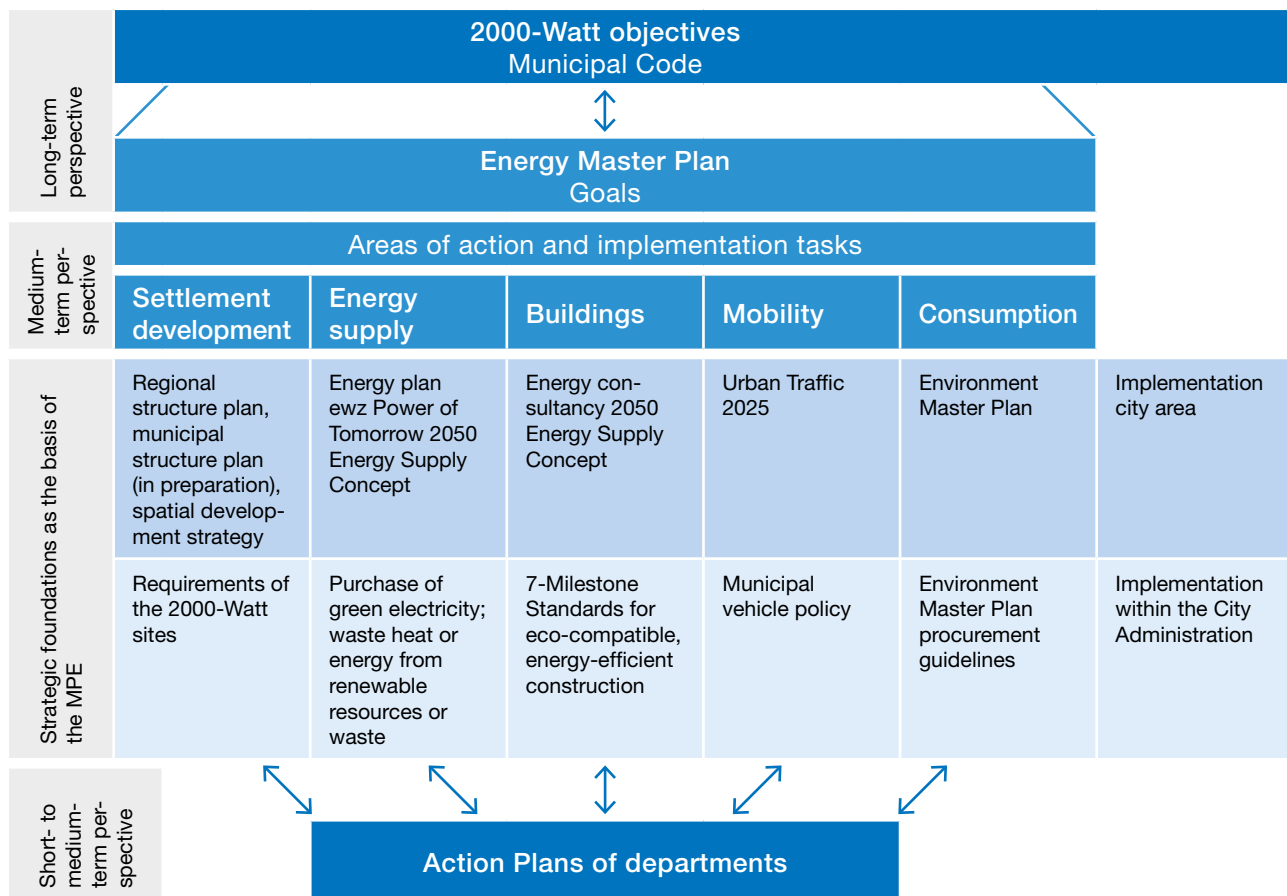 2000-Watt objectives
Municipal Code
Long-term
perspective
Energy Master Plan
Goals
Medium-
term per-
spective
Areas of action and implementation tasks
Settlement
development
Energy
supply
Buildings
Mobility
Consumption
Strategic foundations as the basis of
the MPE
Regional
structure plan,
municipal
structure plan
(in preparation),
spatial develop-
ment strategy
Energy plan
ewz Power of
Tomorrow 2050
Energy Supply
Concept
Energy con-
sultancy 2050
Energy Supply
Concept
Urban Traffic
2025
Environment
Master Plan
Implementation
city area
Requirements of
the 2000-Watt
sites
Purchase of
green electricity;
waste heat or
energy from
renewable
resources or
waste
7-Milestone
Standards for
eco-compatible,
energy-efficient
construction
Municipal
vehicle policy
Environment
Master Plan
procurement
guidelines
Implementation
within the City
Administration
Short- to
medium-
term per-
spective
Action Plans of departments